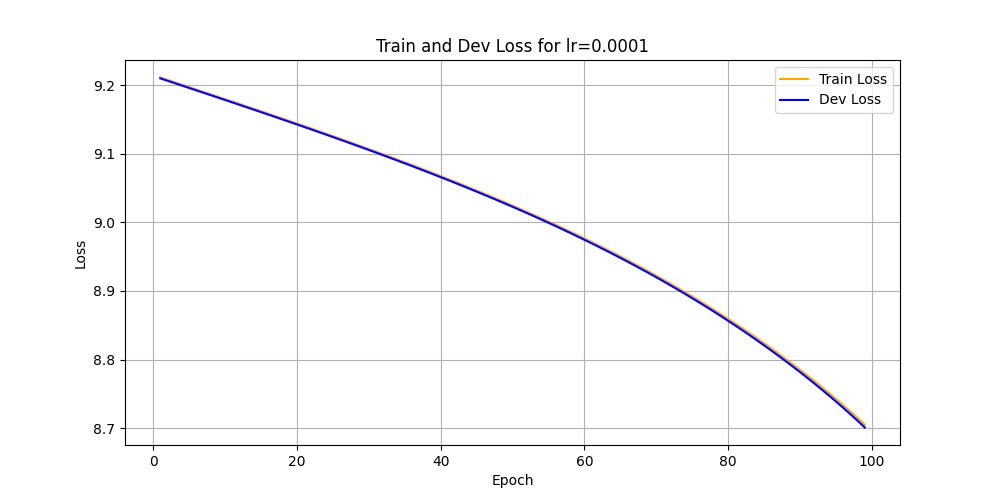 Train and Dev Loss for lr=0.0001
Train Loss
Dev Loss
9.2
9.1
9.0
8.9
8.8
8.7
Loss
0 20 40 60 80 100
Epoch